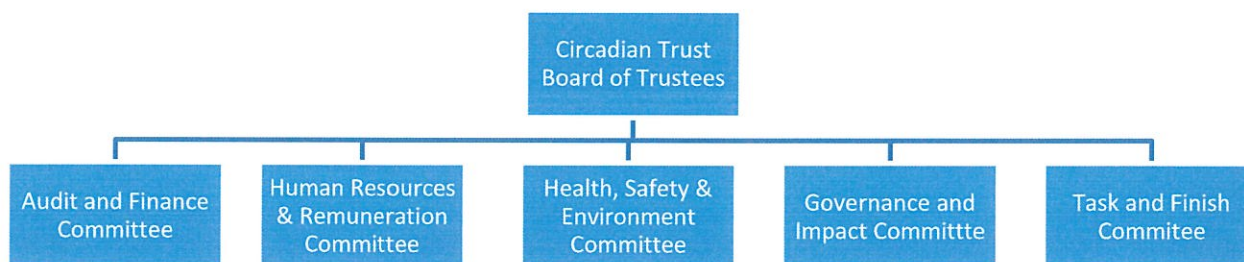 Circadian Trust
Board of Trustees
Audit and Finance
Committee
Human Resources
& Remuneration
Committee
Health, Safety &
Environment
Committee
Governance and
Impact Committte
Task and Finish
Commitee